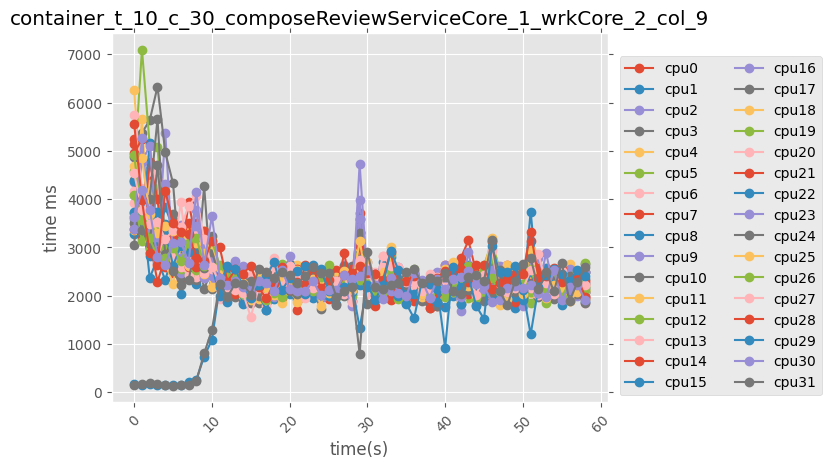 container_t_10_c_30_composeReviewServiceCore_1_wrkCore_2_col_9
7000
6000
5000
4000
3000
2000
1000
0
time ms
0
10
20
30
40
50
60
time(s)
cpu0
cpu1
cpu2
cpu3
cpu4
cpu5
cpu6
cpu7
cpu8
cpu9
cpu10
cpu11
cpu12
cpu13
cpu14
cpu15
cpu16
cpu17
cpu18
cpu19
cpu20
cpu21
cpu22
cpu23
cpu24
cpu25
cpu26
cpu27
cpu28
cpu29
cpu30
cpu31